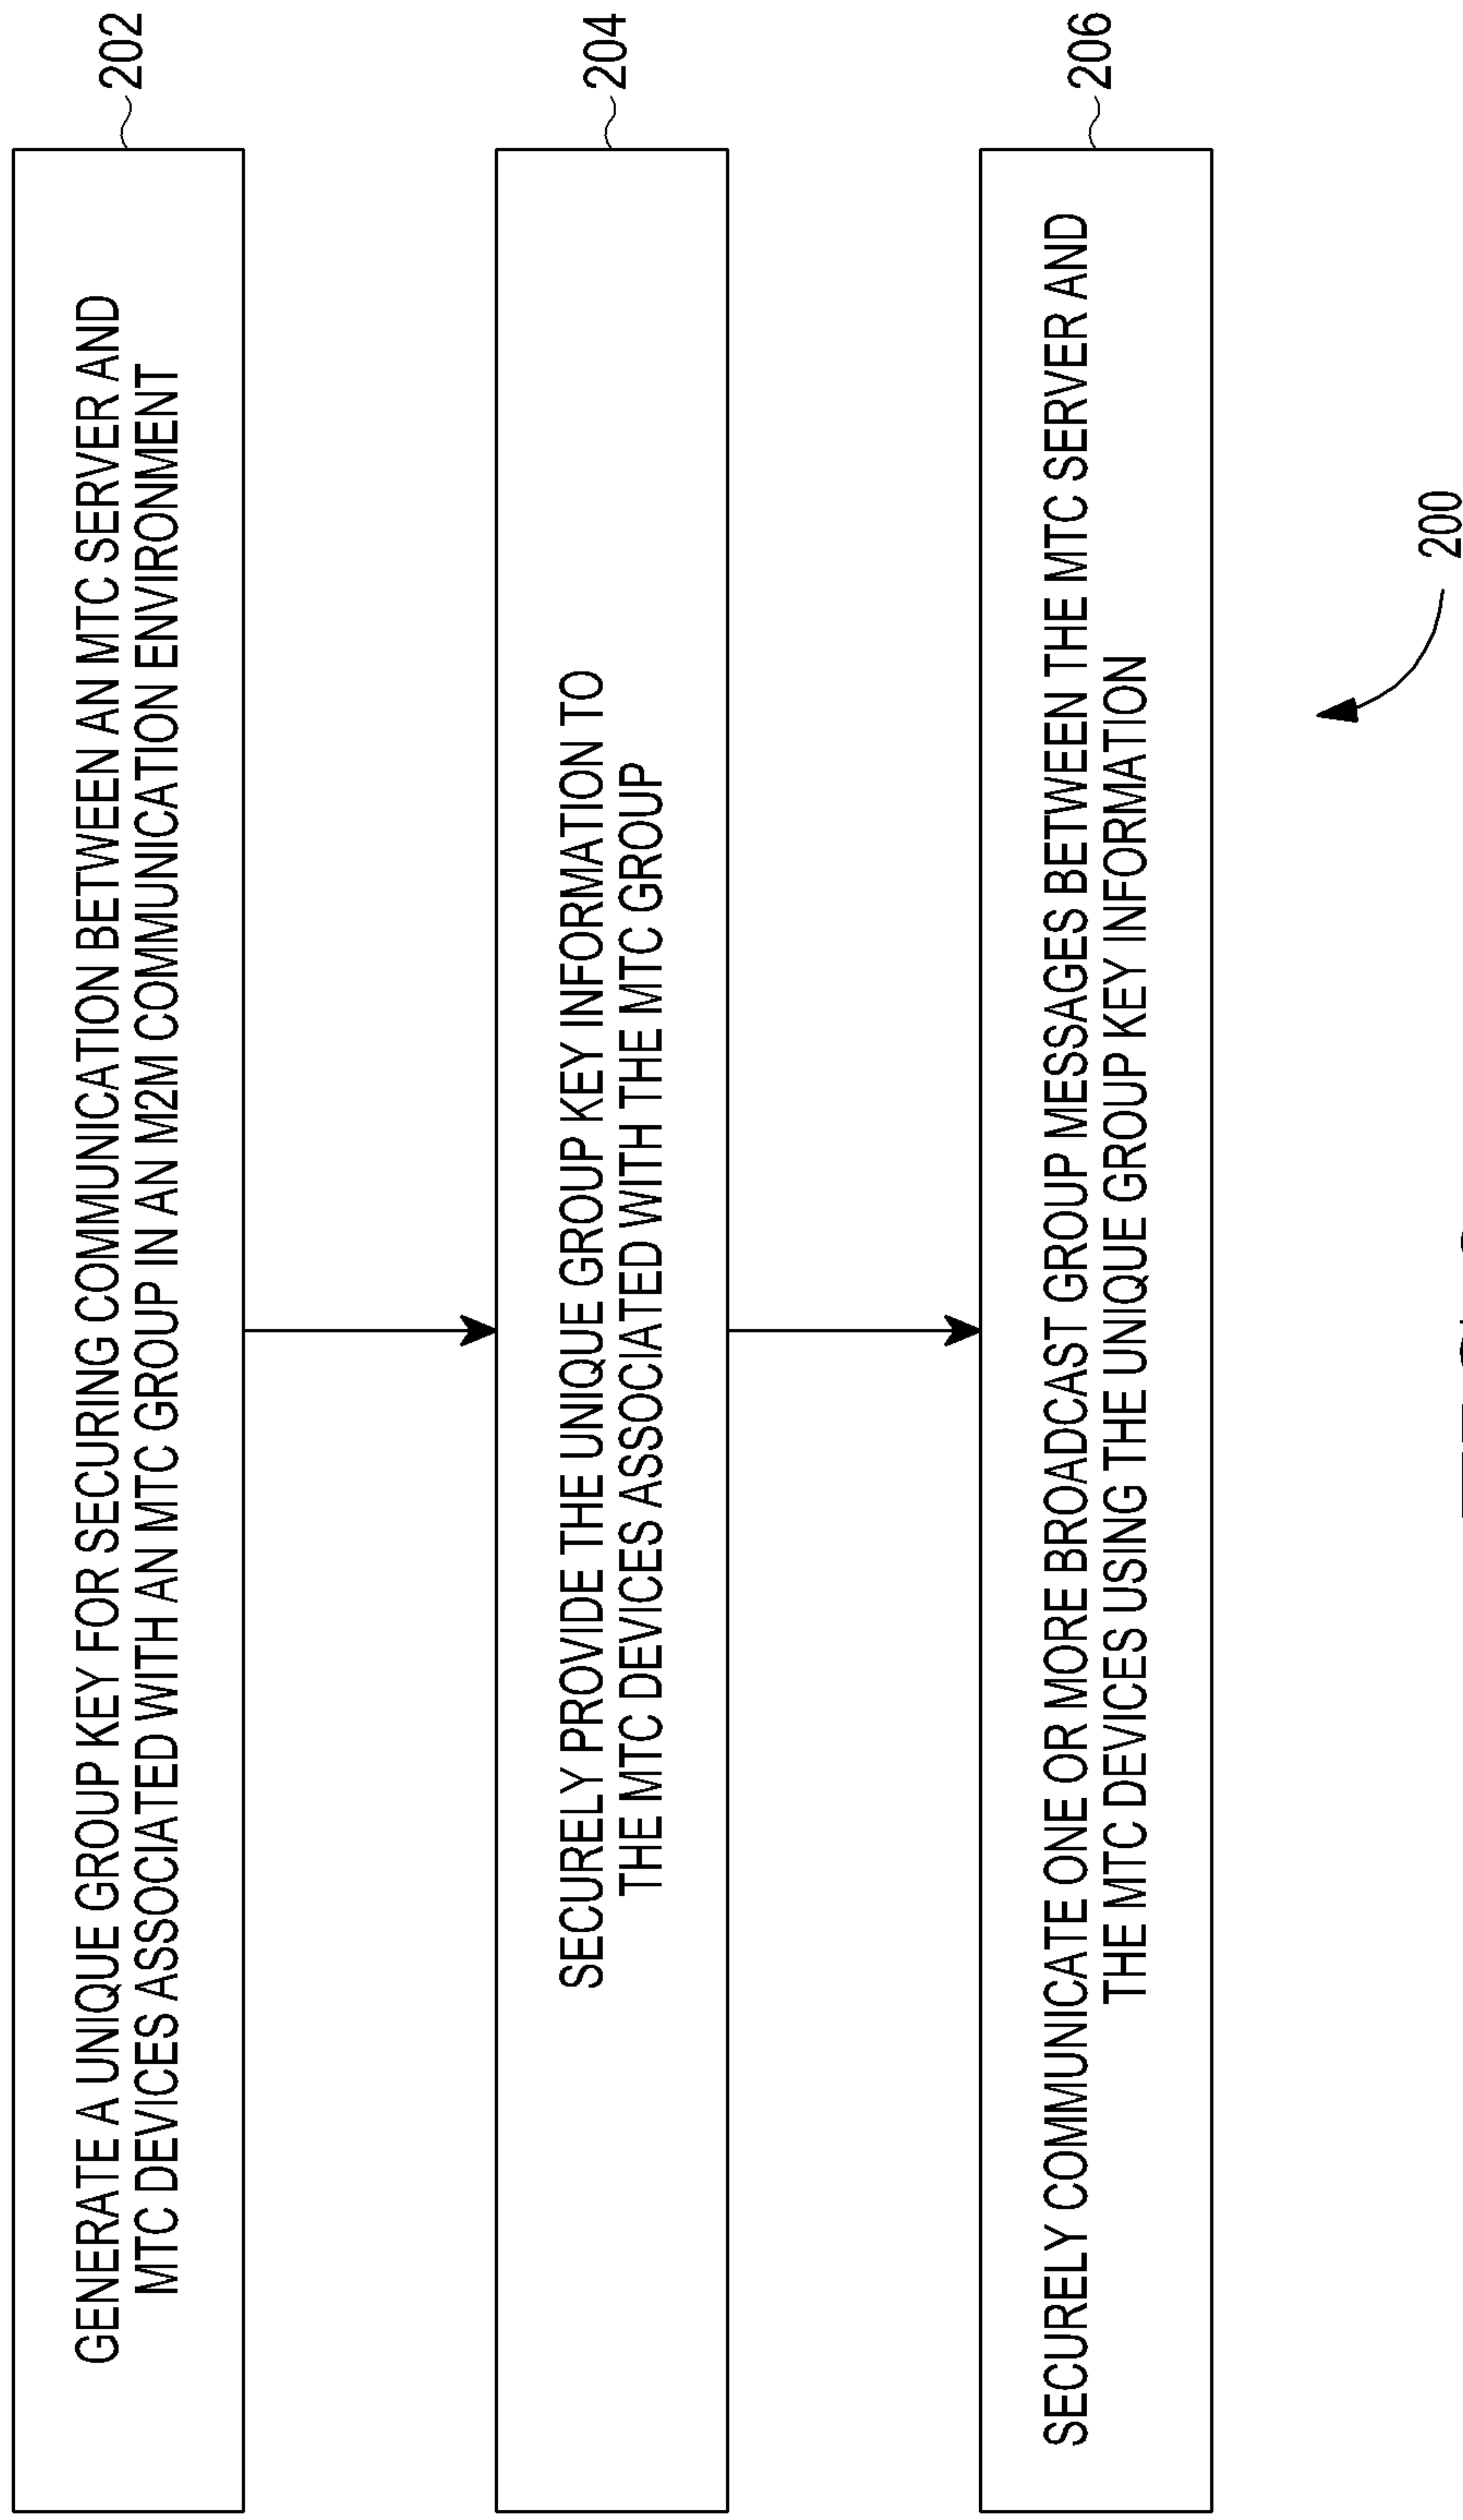 GENERATE A UNIQUE GROUP KEY FOR SECURING COMMUNICATION BETWEEN AN MTC SERVER AND
MTC DEVICES ASSOCIATED WITH AN MTC GROUP IN AN M2M COMMUNICATION ENVIRONMENT
202
SECURELY PROVIDE THE UNIQUE GROUP KEY INFORMATION TO
THE MTC DEVICES ASSOCIATED WITH THE MTC GROUP
204
SECURELY COMMUNICATE ONE OR MORE BROADCAST GROUP MESSAGES BETWEEN THE MTC SERVER AND
THE MTC DEVICES USING THE UNIQUE GROUP KEY INFORMATION
206
200